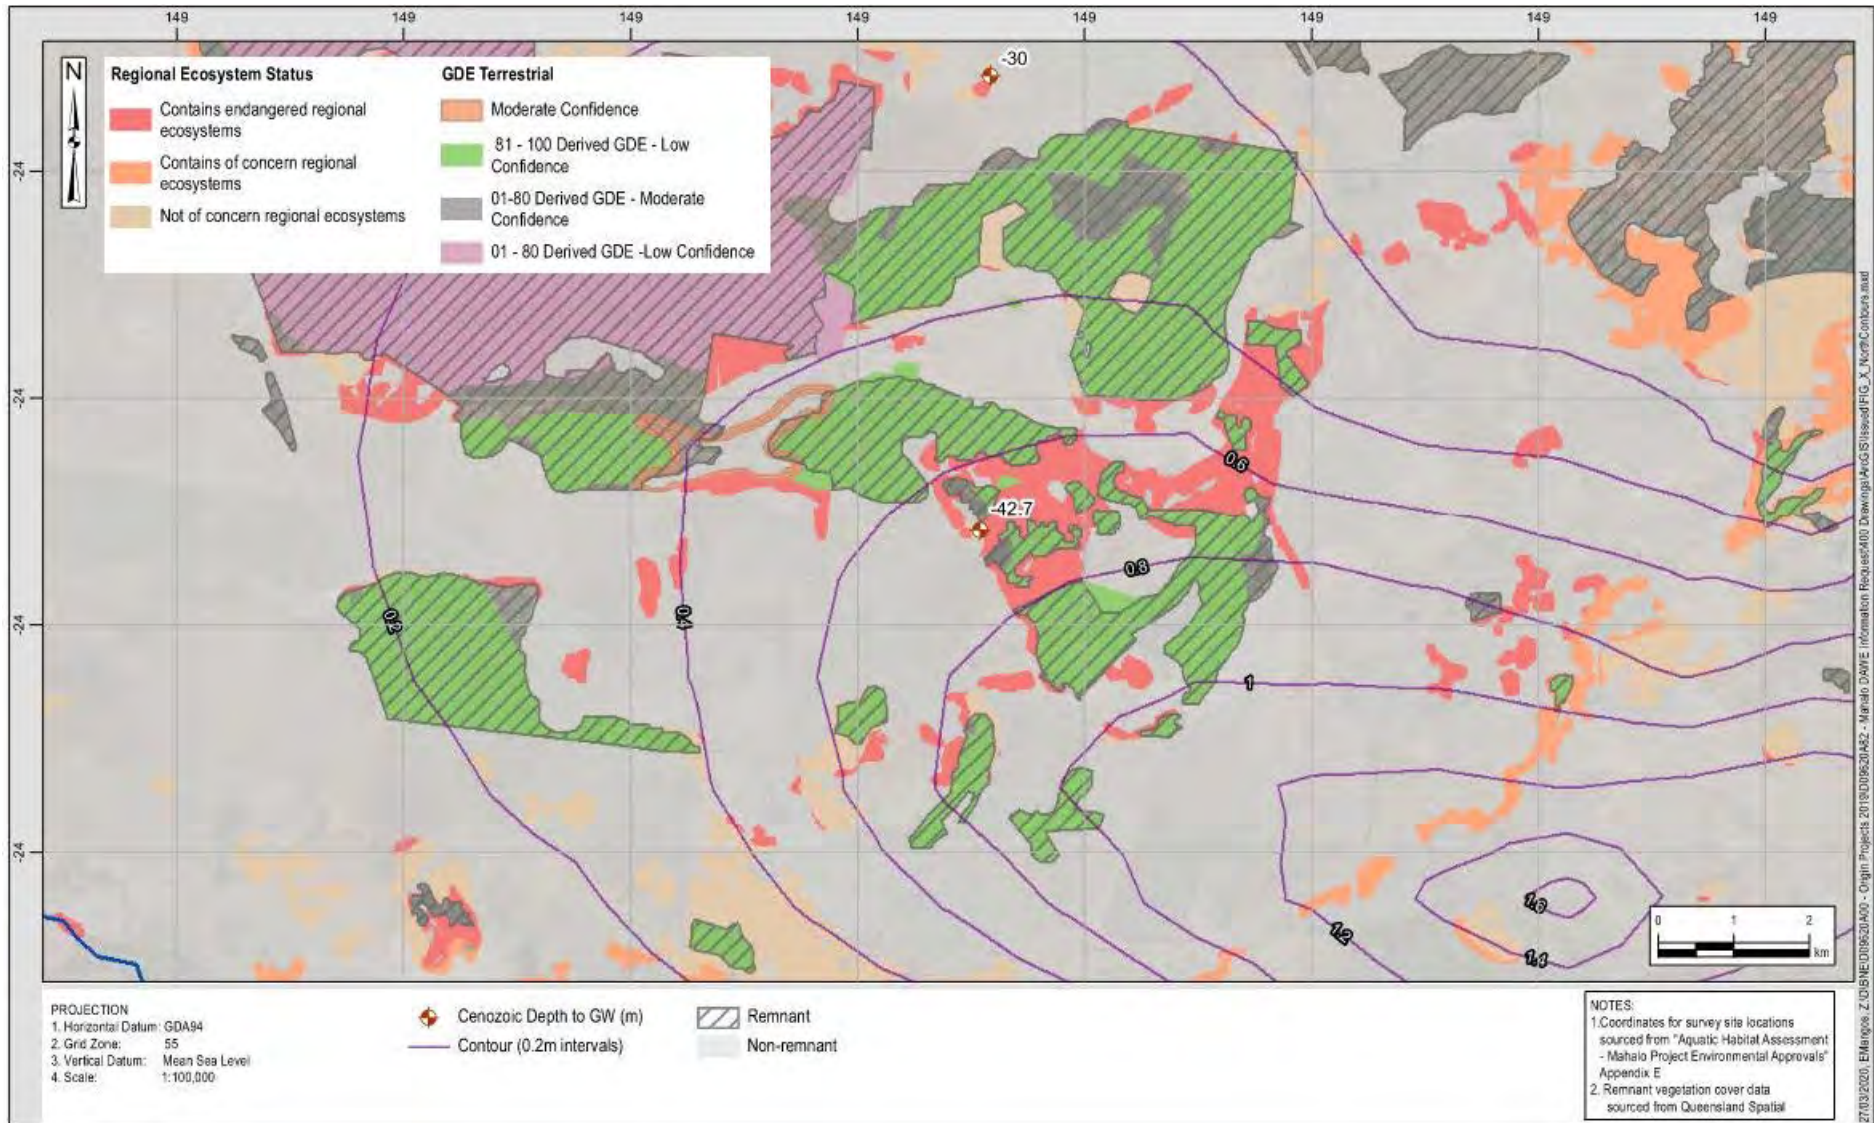 149 149 149 149 149 149 149 149
N
Regional Ecosystem Status
Contains endangered regional
ecosystems
Contains of concern regional
ecosystems
Not of concern regional ecosystems
GDE Terrestrial
Moderate Confidence
81 - 100 Derived GDE - Low
Confidence
01-80 Derived GDE - Moderate
Confidence
01 - 80 Derived GDE -Low Confidence
-30
-24
-24
-24
-24
0.6
-42.7
0.8
0.2
0.4
1
1.6
1.2
1.4
0 1 2
km
PROJECTION
1. Horizontal Datum: GDA94
2. Grid Zone: 55
3. Vertical Datum: Mean Sea Level
4. Scale: 1:100,000
Cenozoic Depth to GW (m)
Contour (0.2m intervals)
Remnant
Non-remnant
NOTES:
1.Coordinates for survey site locations
sourced from "Aquatic Habitat Assessment
- Mahalo Project Environmental Approvals"
Appendix E
2. Remnant vegetation cover data
sourced from Queensland Spatial